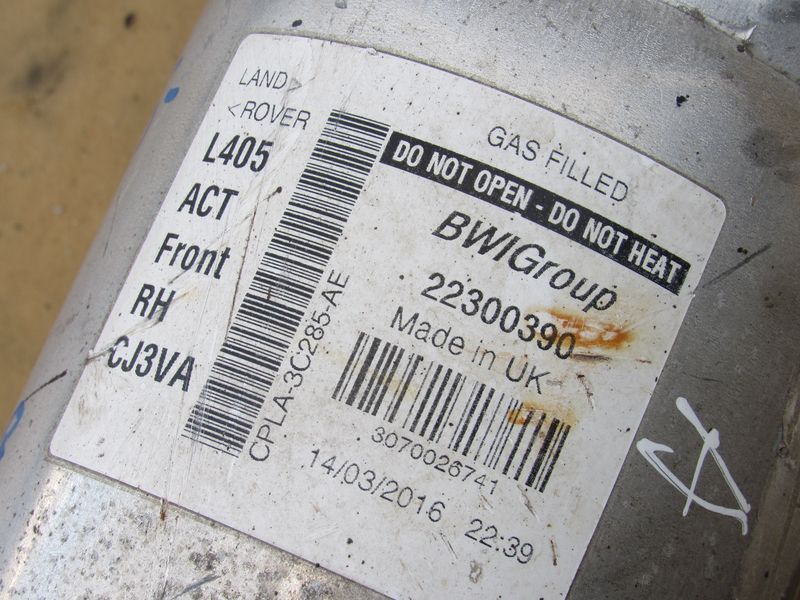 LAND>
<ROVER
L405
ACT
Front
RH
CJ3VA
CPLA-3C285-AE
GAS FILLED
DO NOT OPEN - DO NOT HEAT
BWIGroup
22300390
Made in UK
3070026741
14/03/2016 22:39